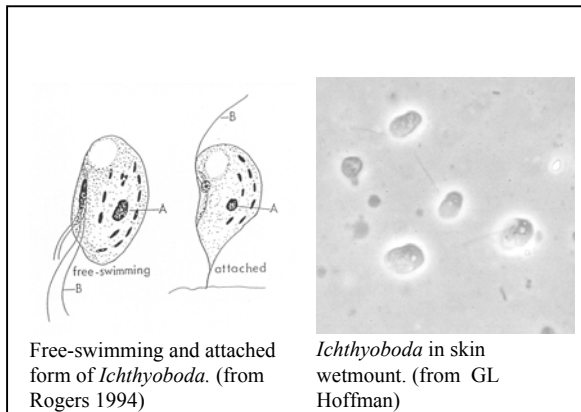 B
A
A
free-swimming
attached
B
Free-swimming and attached
form of Ichthyoboda. (from
Rogers 1994)
Ichthyoboda in skin
wetmount. (from GL
Hoffman)